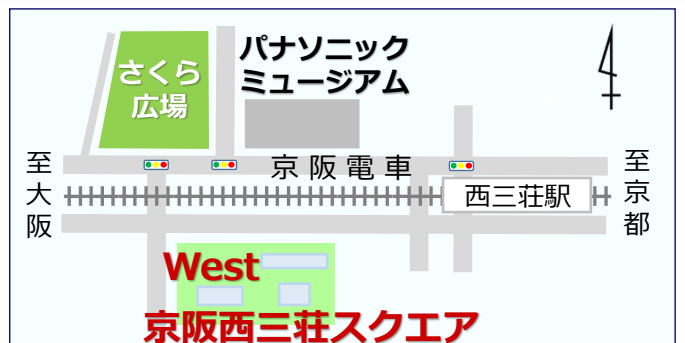 さくら
広場
パナソニック
ミュージアム
至大阪
京阪電車
西三荘駅
至京都
West
京阪西三荘スクエア